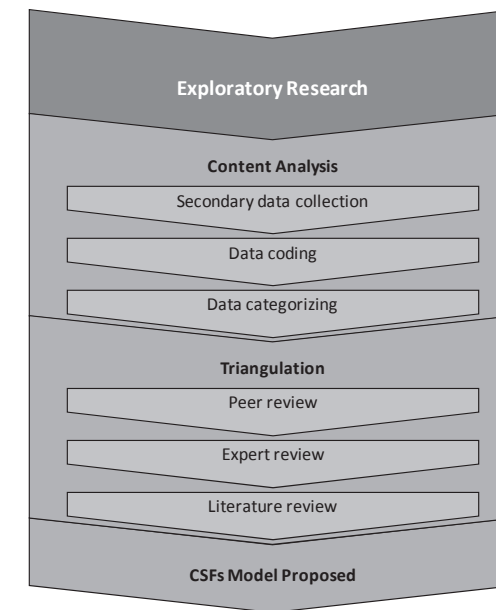 Exploratory Research
Content Analysis
Secondary data collection
Data coding
Data categorizing
Triangulation
Peer review
Expert review
Literature review
CSFs Model Proposed